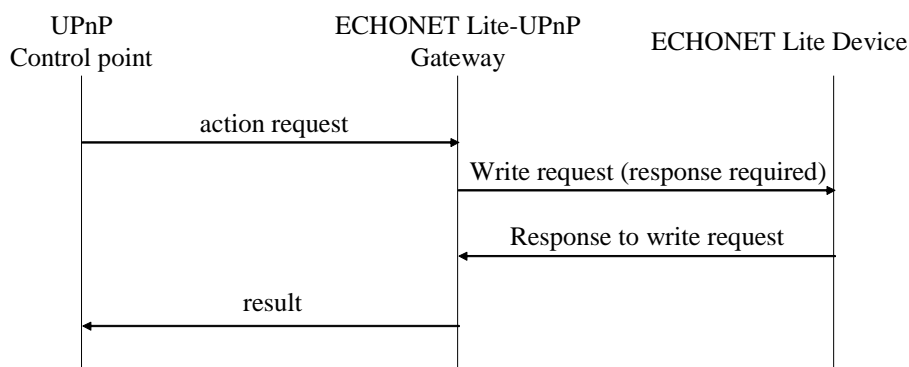 UPnP
Control point
ECHONET Lite-UPnP
Gateway
ECHONET Lite Device
action request
Write request (response required)
Response to write request
result